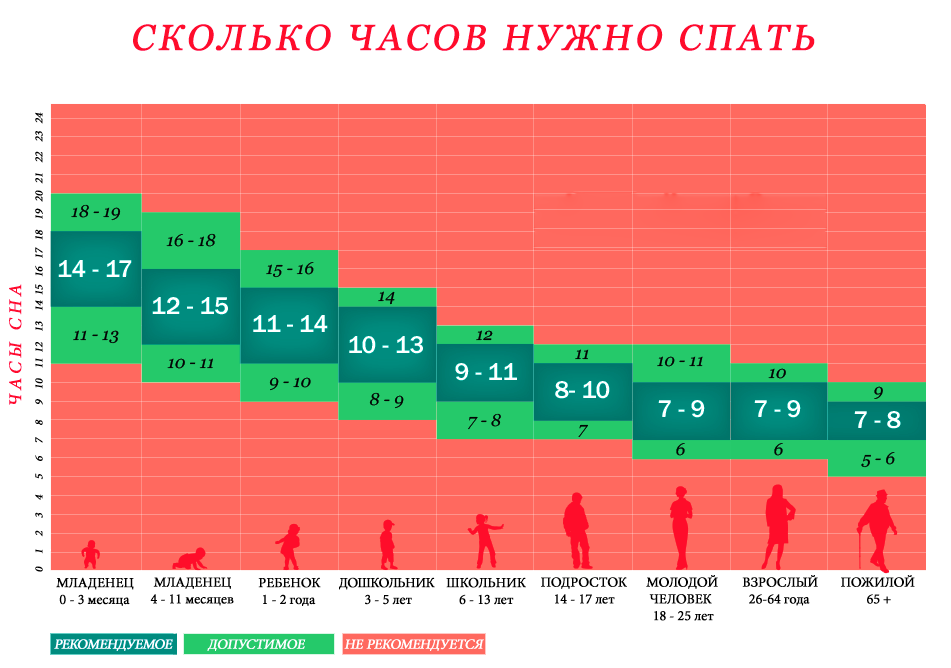 СКОЛЬКО ЧАСОВ НУЖНО СПАТЬ
ЧАСЫ СНА
24
23
22
21
20
19
18
17
16
15
14
13
12
11
10
9
8
7
6
5
4
3
2
1
0
18 - 19
14 - 17
11 - 13
16 - 18
12 - 15
10 - 11
15 - 16
11 - 14
9 - 10
14
10 - 13
8 - 9
12
9 - 11
7 - 8
11
8- 10
7
10 - 11
7 - 9
6
10
7 - 9
6
9
7 - 8
5 - 6
МЛАДЕНЕЦ
0 - 3 месяца
МЛАДЕНЕЦ
4 - 11 месяцев
РЕБЕНОК
1 - 2 года
ДОШКОЛЬНИК
3 - 5 лет
ШКОЛЬНИК
6 - 13 лет
ПОДРОСТОК
14 - 17 лет
МОЛОДОЙ
ЧЕЛОВЕК
18 - 25 лет
ВЗРОСЛЫЙ
26-64 года
ПОЖИЛОЙ
65 +
РЕКОМЕНДУЕМОЕ
ДОПУСТИМОЕ
НЕ РЕКОМЕНДУЕТСЯ